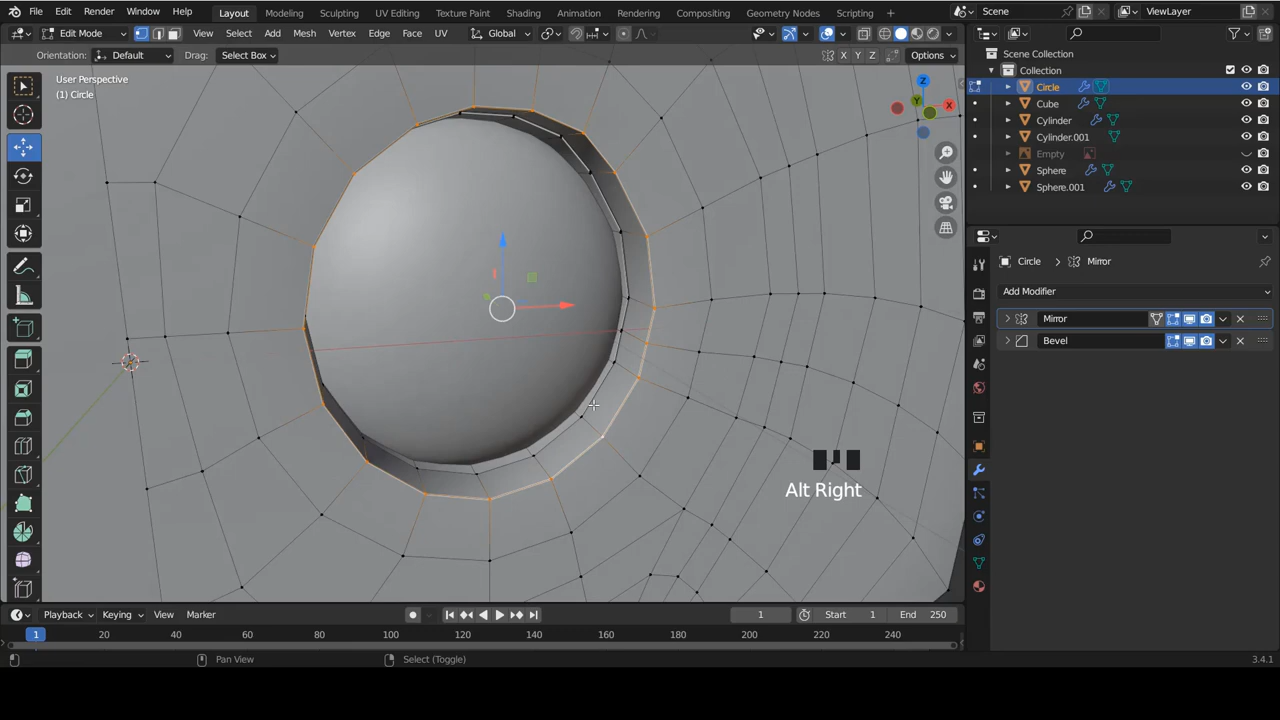 File Edit Render Window Help Layout Modeling Sculpting UV Editing Texture Paint Shading Animation Rendering Compositing Geometry Nodes Scripting Scene ViewLayer
Edit Mode View Select Add Mesh Vertex Edge Face UV Global
Orientation: Default Drag: Select Box X Y Z Options
User Perspective
(1) Circle
Z
Y
X
Scene Collection
Collection
Circle
Cube
Cylinder
Cylinder.001
Empty
Sphere
Sphere.001
Circle > Mirror
Add Modifier
Mirror
Bevel
Alt Right
Playback Keying View Marker 1 Start 1 End 250
1 20 40 60 80 100 120 140 160 180 200 220 240
Pan View Select (Toggle) 3.4.1